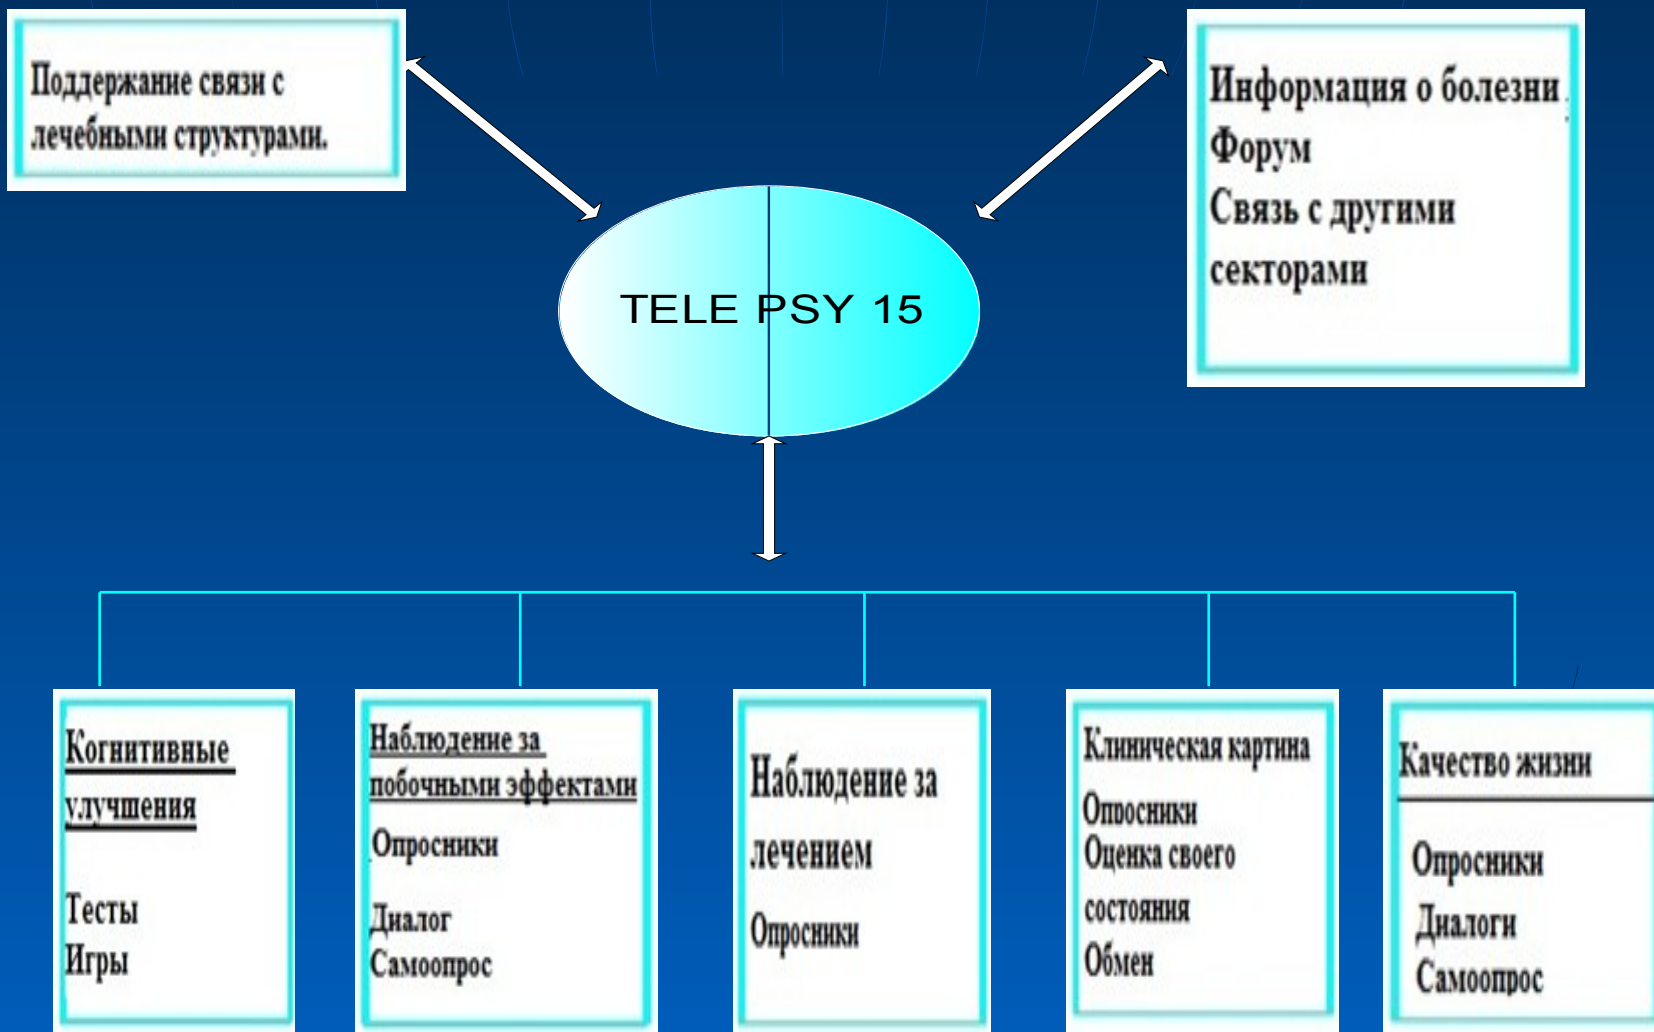 Поддержание связи с
лечебными структурами.
Информация о болезни
Форум
Связь с другими
секторами
TELE PSY 15
Когнитивные
улучшения
Тесты
Игры
Наблюдение за
побочными эффектами
Опросники
Диалог
Самоопрос
Наблюдение за
лечением
Опросники
Клиническая картина
Опросники
Оценка своего
состояния
Обмен
Качество жизни
Опросники
Диалоги
Самоопрос